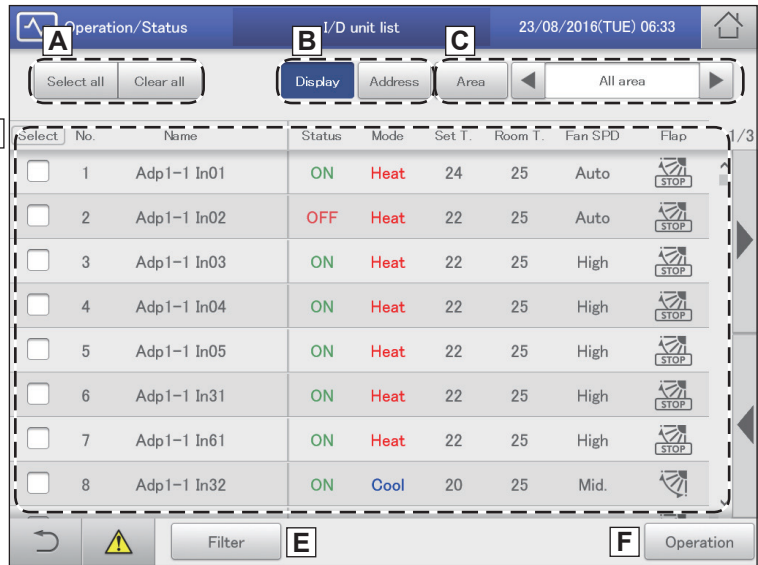 Operation/Status I/D unit list 23/08/2016(TUE) 06:33
A B C
Select all Clear all Display Address Area All area
Select No. Name Status Mode Set T. Room T. Fan SPD Flap 1/3
1 Adp1-1 In01 ON Heat 24 25 Auto STOP
2 Adp1-1 In02 OFF Heat 22 25 Auto STOP
3 Adp1-1 In03 ON Heat 22 25 High STOP
4 Adp1-1 In04 ON Heat 22 25 High STOP
5 Adp1-1 In05 ON Heat 22 25 High STOP
6 Adp1-1 In31 ON Heat 22 25 High STOP
7 Adp1-1 In61 ON Heat 22 25 High STOP
8 Adp1-1 In32 ON Cool 20 25 Mid.
Filter E F Operation